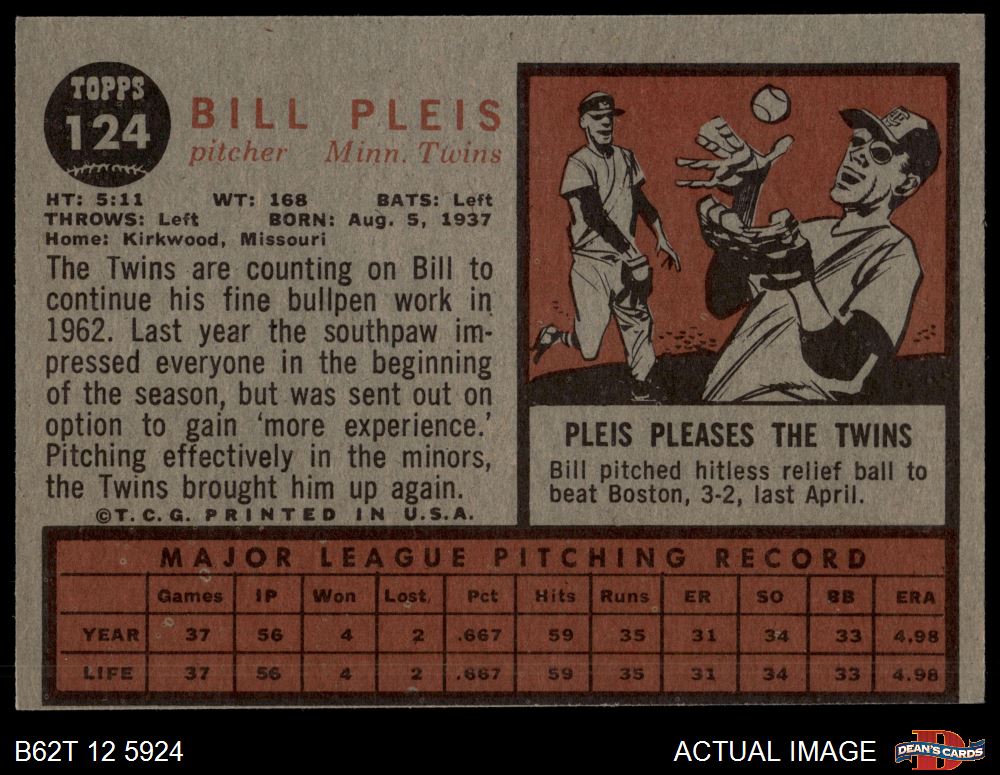 TOPPS
124
BILL PLEIS
pitcher Minn. Twins
HT: 5:11 WT: 168 BATS: Left
THROWS: Left BORN: Aug. 5, 1937
Home: Kirkwood, Missouri
The Twins are counting on Bill to
continue his fine bullpen work in
1962. Last year the southpaw im-
pressed everyone in the beginning
of the season, but was sent out on
option to gain 'more experience.'
Pitching effectively in the minors,
the Twins brought him up again.
©T.C.G. PRINTED IN U.S.A.
TC
PLEIS PLEASES THE TWINS
Bill pitched hitless relief ball to
beat Boston, 3-2, last April.
MAJOR LEAGUE PITCHING RECORD
Games IP Won Lost Pct Hits Runs ER SO BB ERA
YEAR 37 56 4 2 .667 59 35 31 34 33 4.98
LIFE 37 56 4 2 .667 59 35 31 34 33 4.98
B62T 12 5924 ACTUAL IMAGE DEAN'S CARDS